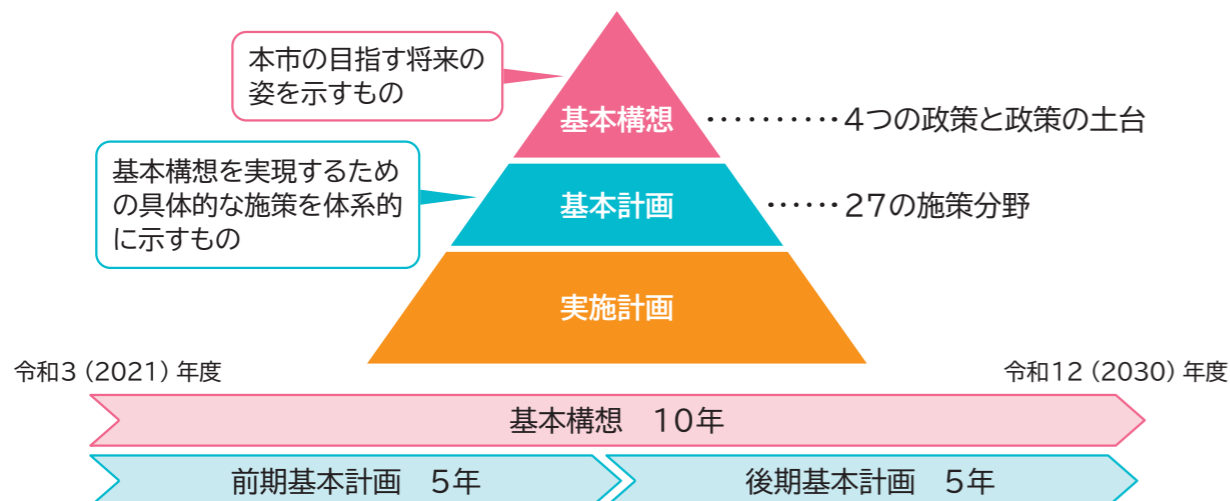 本市の目指す将来の
姿を示すもの
基本構想
4つの政策と政策の土台
基本構想を実現するため
の具体的な施策を体系的
に示すもの
基本計画
27の施策分野
実施計画
令和3(2021)年度
令和12(2030)年度
基本構想 10年
前期基本計画 5年
後期基本計画 5年